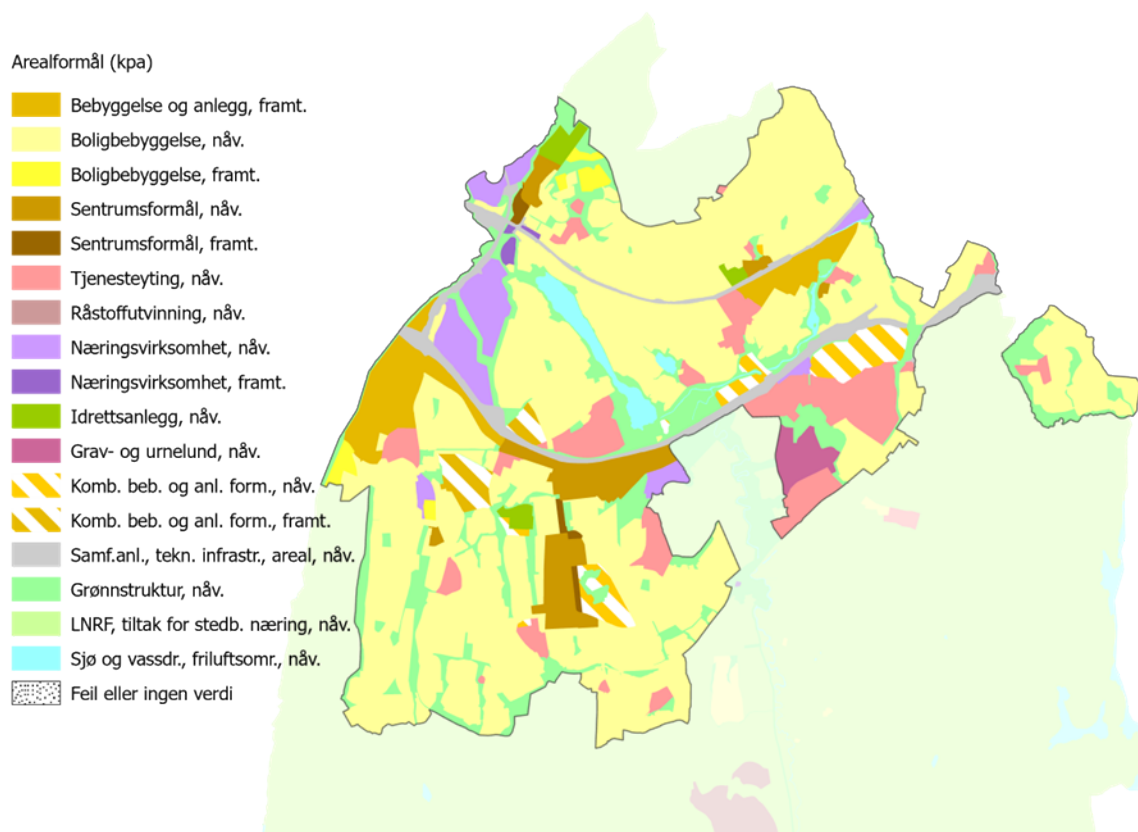 Arealformål (kpa)
Bebyggelse og anlegg, framt.
Boligbebyggelse, nåv.
Boligbebyggelse, framt.
Sentrumsformål, nåv.
Sentrumsformål, framt.
Tjenesteyting, nåv.
Råstoffutvinning, nåv.
Næringsvirksomhet, nåv.
Næringsvirksomhet, framt.
Idrettsanlegg, nåv.
Grav- og urnelund, nåv.
Komb. beb. og anl. form., nåv.
Komb. beb. og anl. form., framt.
Samf.anl., tekn. infrastr., areal, nåv.
Grønnstruktur, nåv.
LNRF, tiltak for stedb. næring, nåv.
Sjø og vassdr., friluftsomr., nåv.
Feil eller ingen verdi